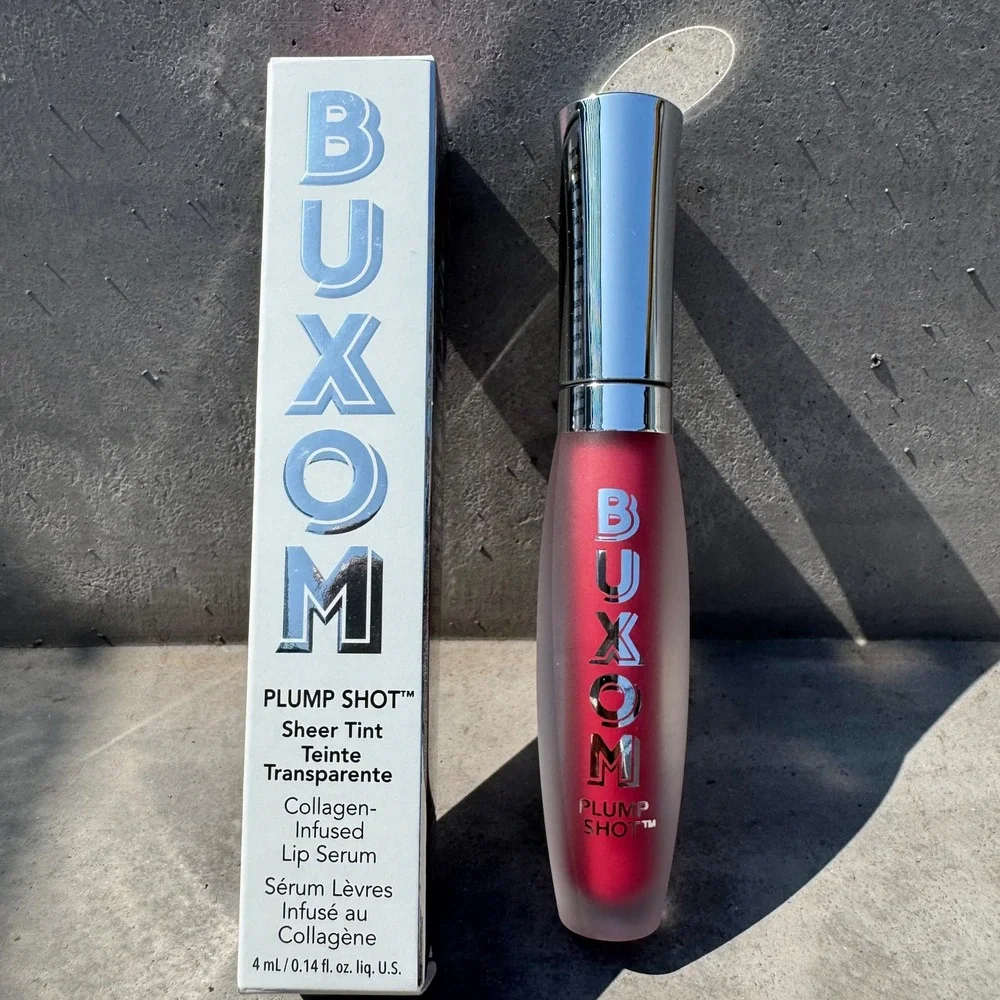 BUXOM
PLUMP SHOT™
Sheer Tint
Teinte
Transparente
Collagen-
Infused
Lip Serum
Sérum Lèvres
Infusé au
Collagène
4 mL / 0.14 fl. oz. liq. U.S.
BUXOM
PLUMP
SHOT™